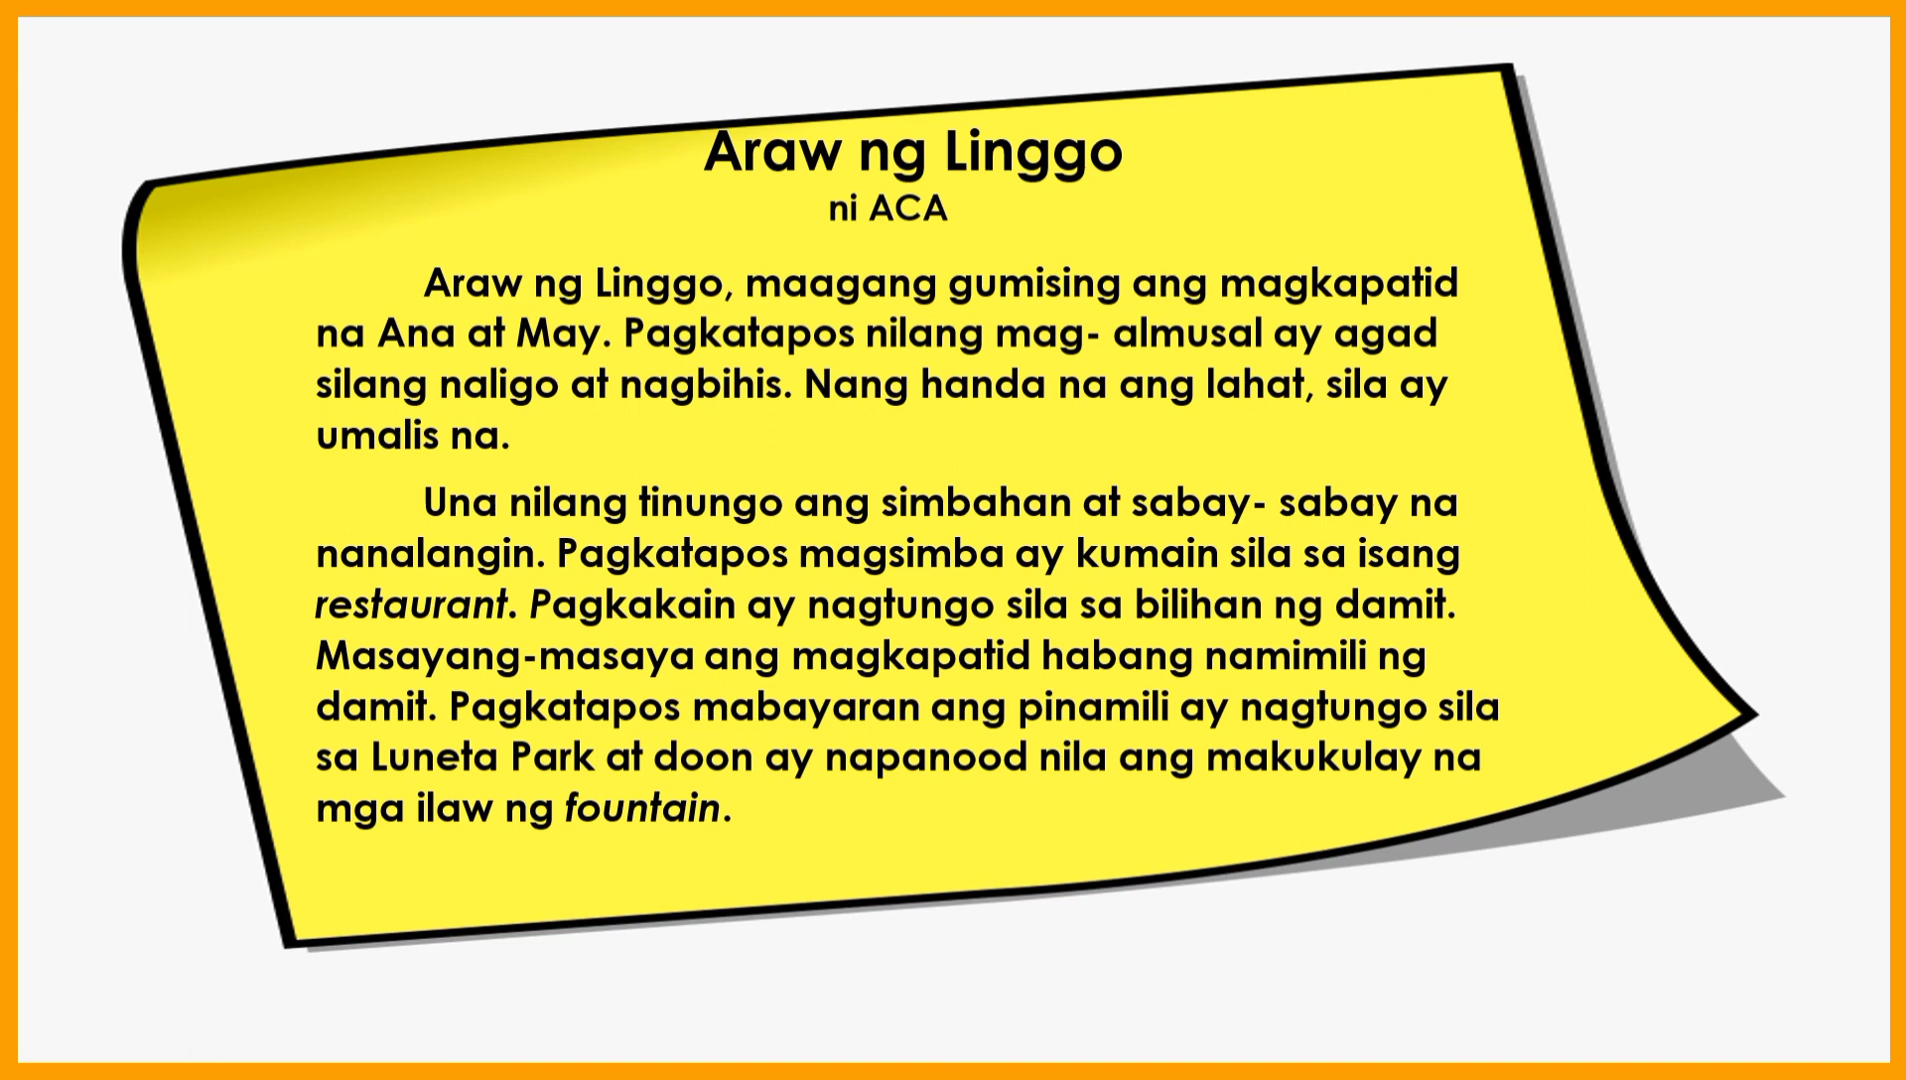 Araw ng Linggo
ni ACA
Araw ng Linggo, maagang gumising ang magkapatid
na Ana at May. Pagkatapos nilang mag- almusal ay agad
silang naligo at nagbihis. Nang handa na ang lahat, sila ay
umalis na.
Una nilang tinungo ang simbahan at sabay- sabay na
nanalangin. Pagkatapos magsimba ay kumain sila sa isang
restaurant. Pagkakain ay nagtungo sila sa bilihan ng damit.
Masayang-masaya ang magkapatid habang namimili ng
damit. Pagkatapos mabayaran ang pinamili ay nagtungo sila
sa Luneta Park at doon ay napanood nila ang makukulay na
mga ilaw ng fountain.